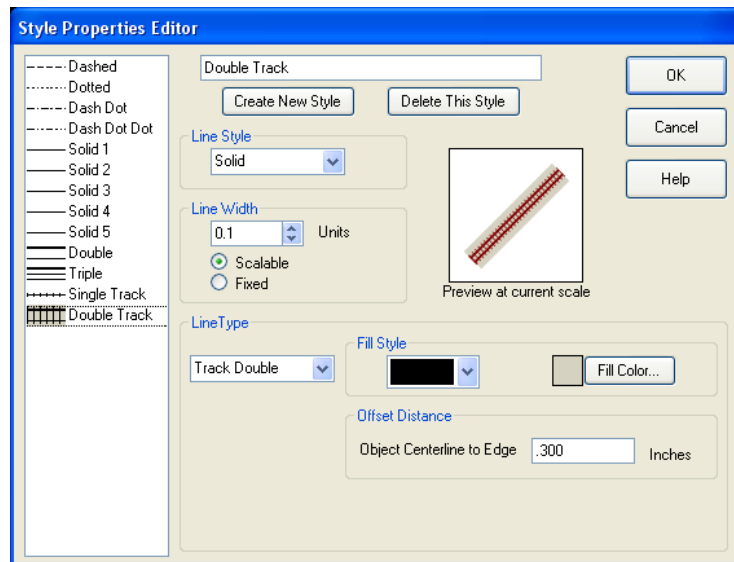 Style Properties Editor
Dashed
Dotted
Dash Dot
Dash Dot Dot
Solid 1
Solid 2
Solid 3
Solid 4
Solid 5
Double
Triple
Single Track
Double Track
Double Track
Create New Style
Delete This Style
OK
Cancel
Help
Line Style
Solid
Line Width
0.1
Units
Scalable
Fixed
Preview at current scale
LineType
Track Double
Fill Style
Fill Color...
Offset Distance
Object Centerline to Edge
.300
Inches